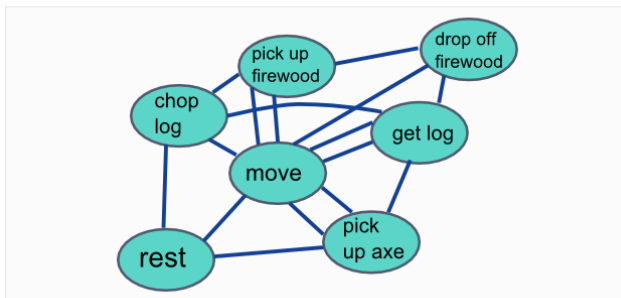 pick up
firewood
drop off
firewood
chop
log
get log
move
pick
up axe
rest